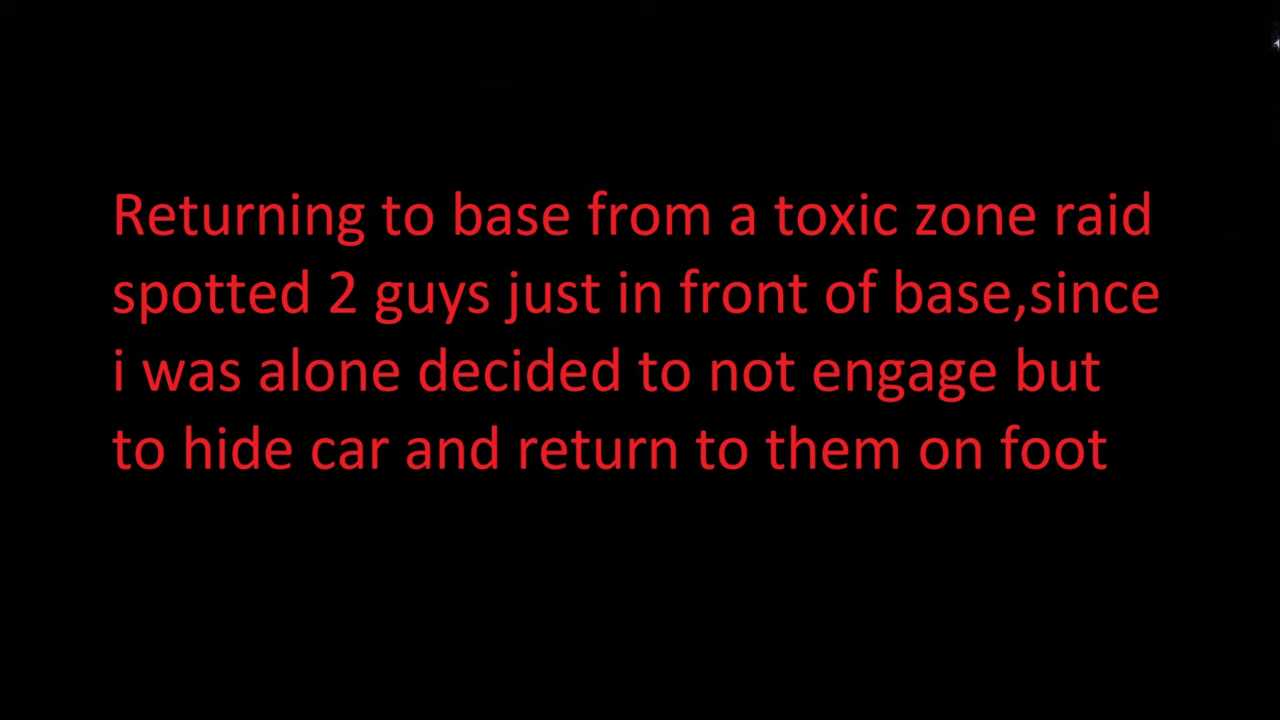 Returning to base from a toxic zone raid
spotted 2 guys just in front of base,since
i was alone decided to not engage but
to hide car and return to them on foot